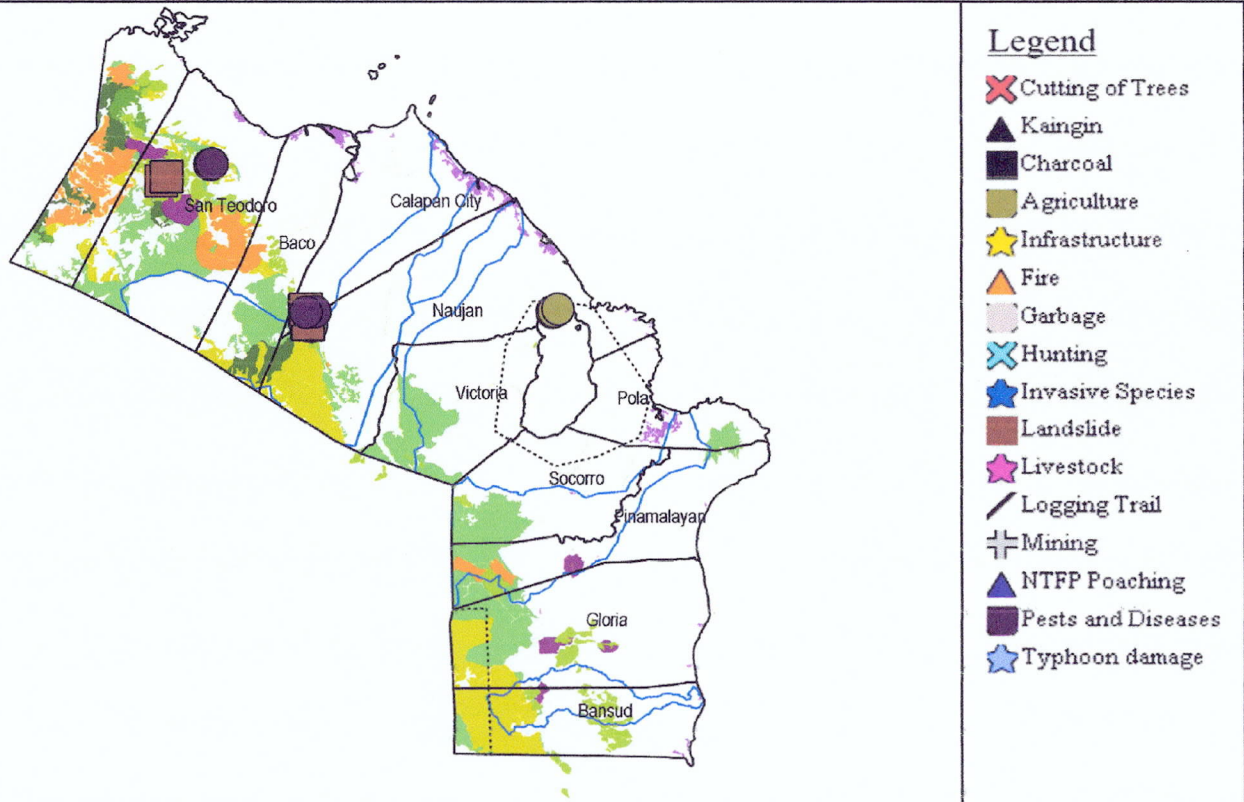 Legend
Cutting of Trees
Kaingin
Charcoal
Agriculture
Infrastructure
Fire
Garbage
Hunting
Invasive Species
Landslide
Livestock
Logging Trail
Mining
NTFP Poaching
Pests and Diseases
Typhoon damage
San Teodoro
Calapan City
Baco
Naujan
Victoria
Pola
Socorro
Pinamalayan
Gloria
Bansud